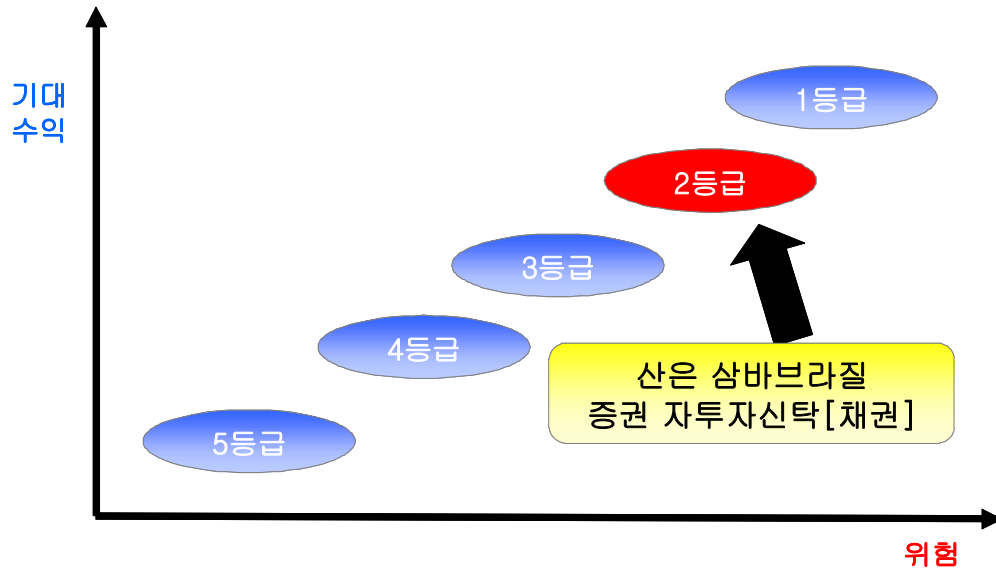 기대
수익
1등급
2등급
3등급
4등급
5등급
산은 삼바브라질
증권 자투자신탁[채권]
위험